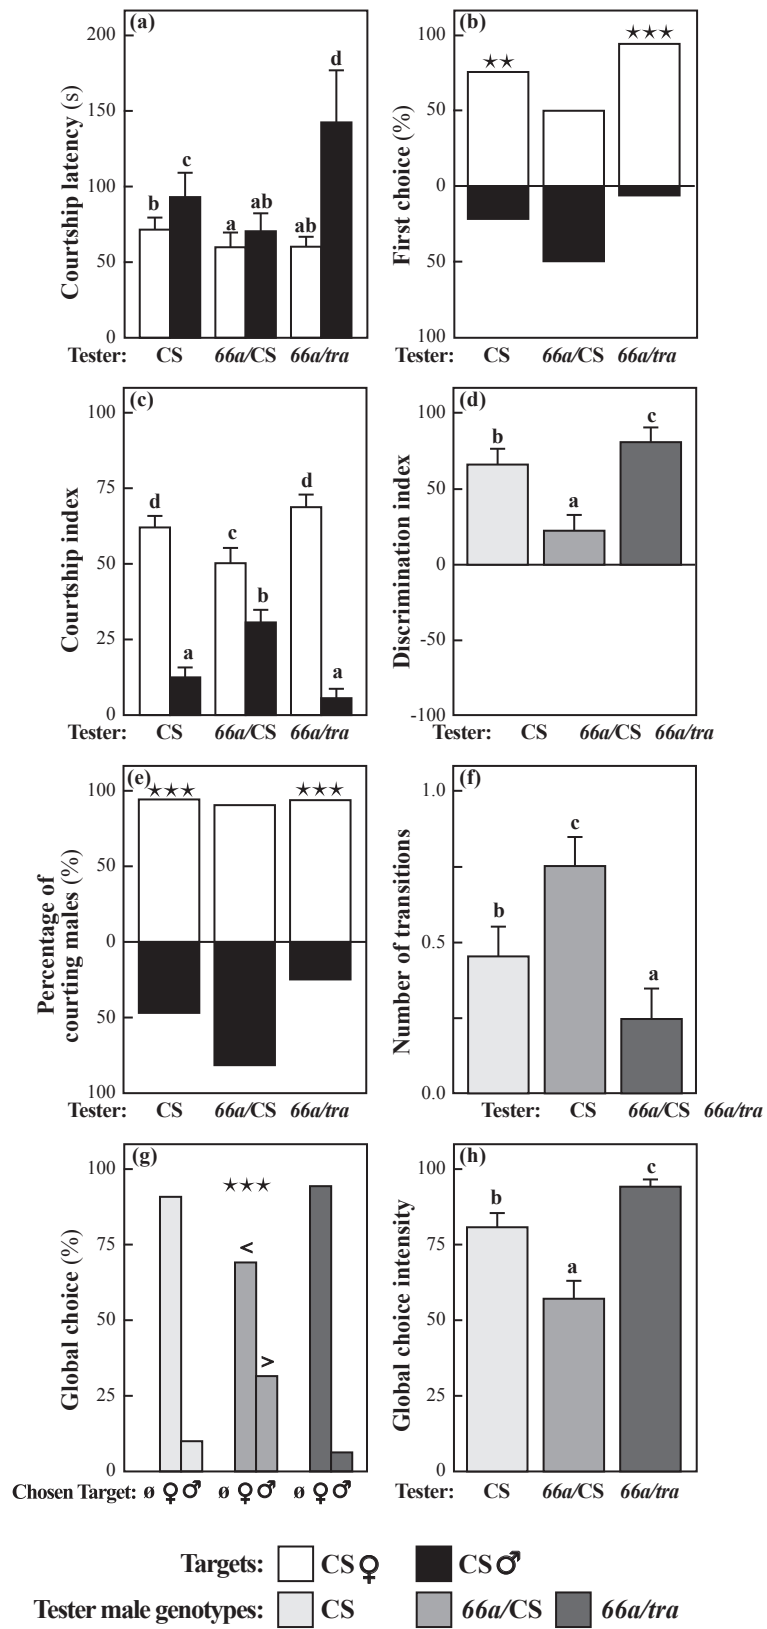 (a)
200
150
100
50
0
Courtship latency (s)
b
c
a
ab
ab
d
Tester: CS 66a/CS 66a/tra
(b)
100
50
0
50
100
First choice (%)
★★
★★★
Tester: CS 66a/CS 66a/tra
(c)
100
75
50
25
0
Courtship index
d
a
c
b
d
a
Tester: CS 66a/CS 66a/tra
(d)
100
50
0
-50
-100
Discrimination index
b
a
c
Tester: CS 66a/CS 66a/tra
(e)
100
50
0
50
100
Percentage of
courting males (%)
★★★
★★★
Tester: CS 66a/CS 66a/tra
(f)
1.0
0.5
0.0
Number of transitions
b
c
a
Tester: CS 66a/CS 66a/tra
(g)
100
75
50
25
0
Global choice (%)
★★★
<
>
Chosen Target: ø ♀ ♂ ø ♀ ♂ ø ♀ ♂
(h)
100
75
50
25
0
Global choice intensity
b
a
c
Tester: CS 66a/CS 66a/tra
Targets: CS ♀ CS ♂
Tester male genotypes: CS 66a/CS 66a/tra